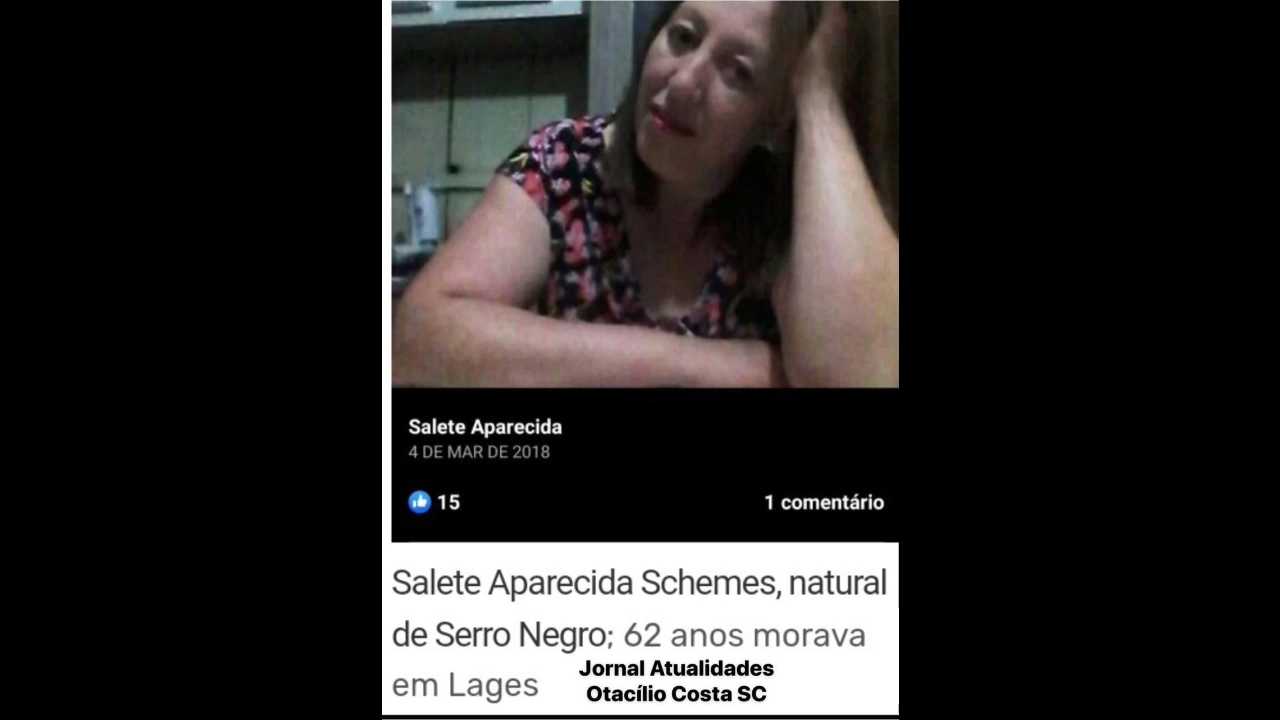 Salete Aparecida
4 DE MAR DE 2018
15
1 comentário
Salete Aparecida Schemes, natural
de Serro Negro; 62 anos morava
em Lages
Jornal Atualidades
Otacílio Costa SC